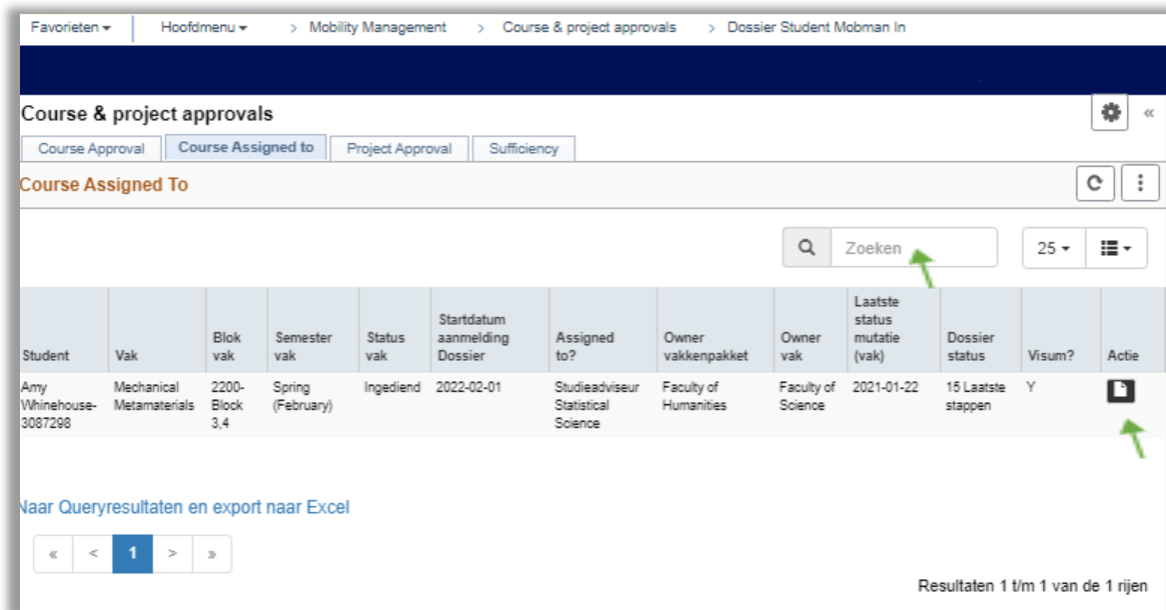 Favorieten Hoofdmenu > Mobility Management > Course & project approvals > Dossier Student Mobman In
Course & project approvals «
Course Approval Course Assigned to Project Approval Sufficiency
Course Assigned To
Zoeken 25
Student Vak Blok vak Semester vak Status vak Startdatum aanmelding Dossier Assigned to? Owner vakkenpakket Owner vak Laatste status mutatie (vak) Dossier status Visum? Actie
Amy Whinehouse-3087298 Mechanical Metamaterials 2200-Block 3,4 Spring (February) Ingediend 2022-02-01 Studieadviseur Statistical Science Faculty of Humanities Faculty of Science 2021-01-22 15 Laatste stappen Y
Naar Queryresultaten en export naar Excel
« < 1 > »
Resultaten 1 t/m 1 van de 1 rijen